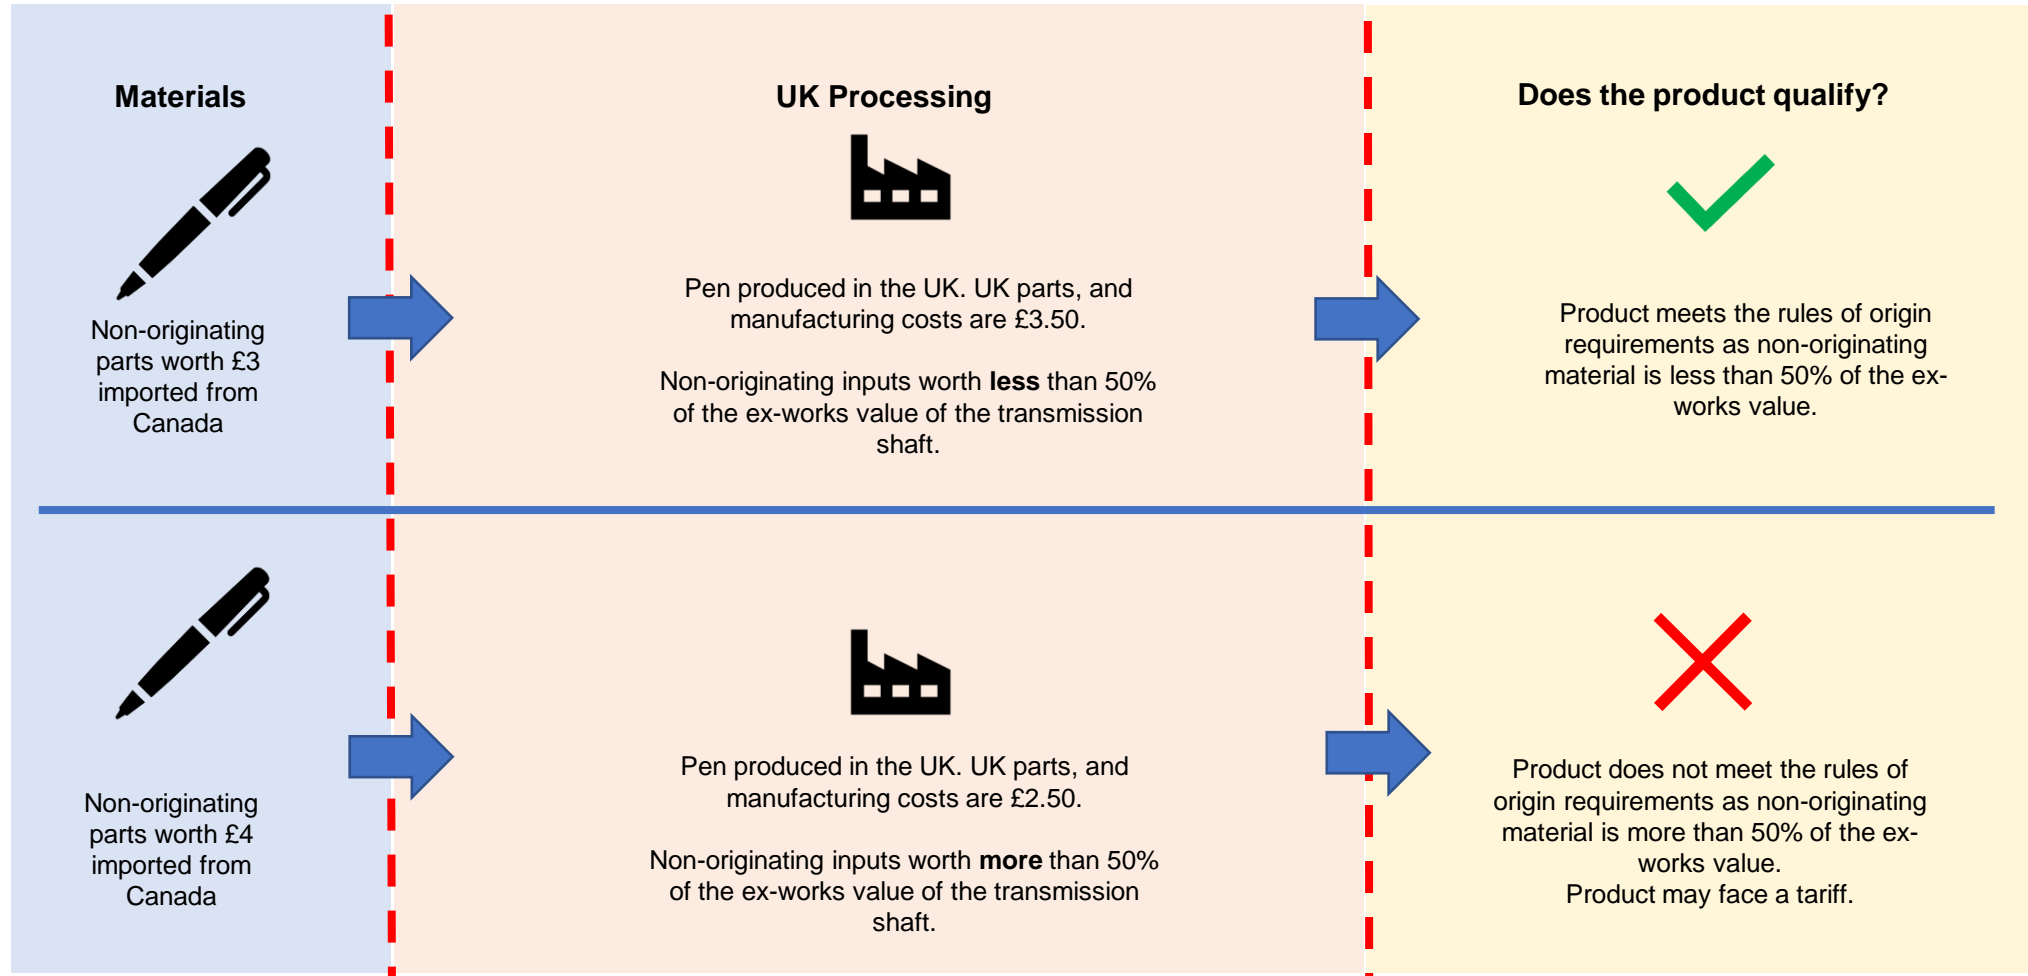 Materials
UK Processing
Does the product qualify?
Non-originating
parts worth £3
imported from
Canada
Pen produced in the UK. UK parts, and
manufacturing costs are £3.50.
Non-originating inputs worth less than 50%
of the ex-works value of the transmission
shaft.
Product meets the rules of origin
requirements as non-originating
material is less than 50% of the ex-
works value.
Non-originating
parts worth £4
imported from
Canada
Pen produced in the UK. UK parts, and
manufacturing costs are £2.50.
Non-originating inputs worth more than 50%
of the ex-works value of the transmission
shaft.
Product does not meet the rules of
origin requirements as non-originating
material is more than 50% of the ex-
works value.
Product may face a tariff.